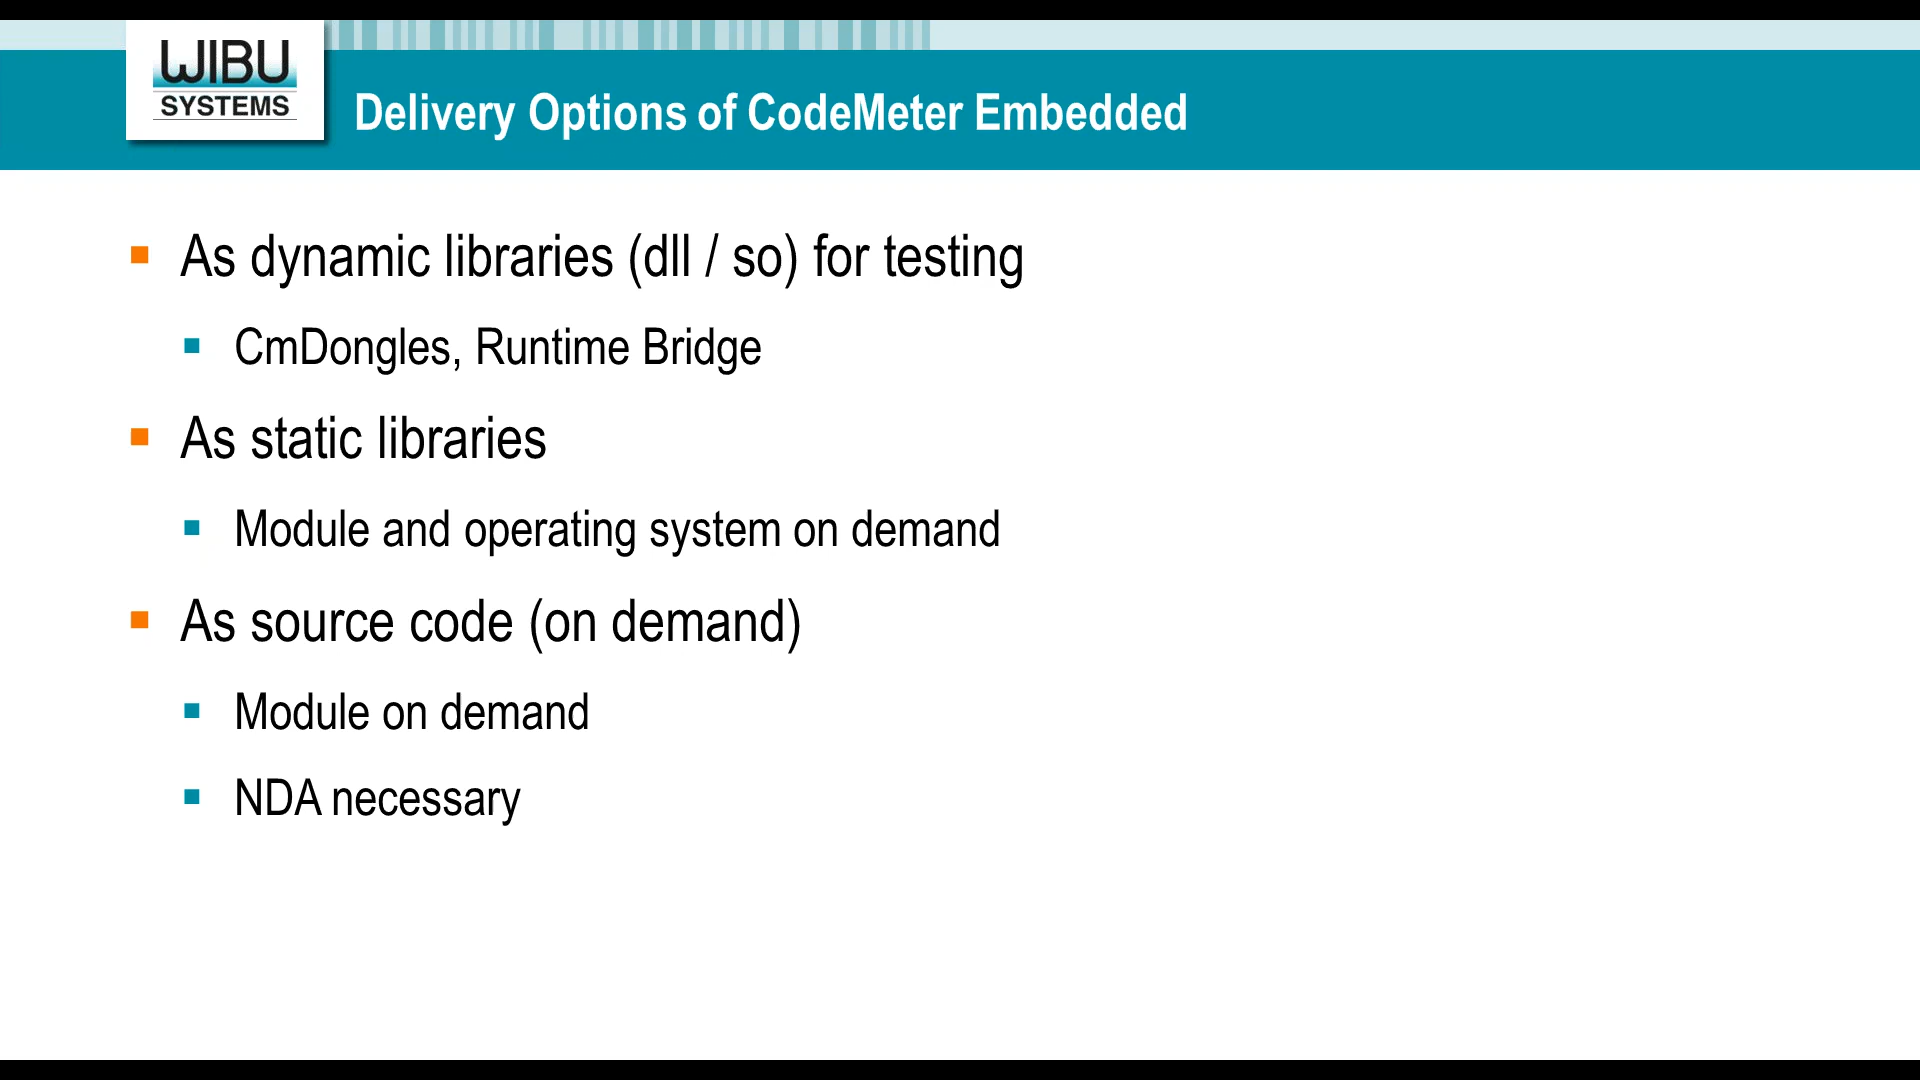 WIBU
SYSTEMS
Delivery Options of CodeMeter Embedded
As dynamic libraries (dll / so) for testing
CmDongles, Runtime Bridge
As static libraries
Module and operating system on demand
As source code (on demand)
Module on demand
NDA necessary